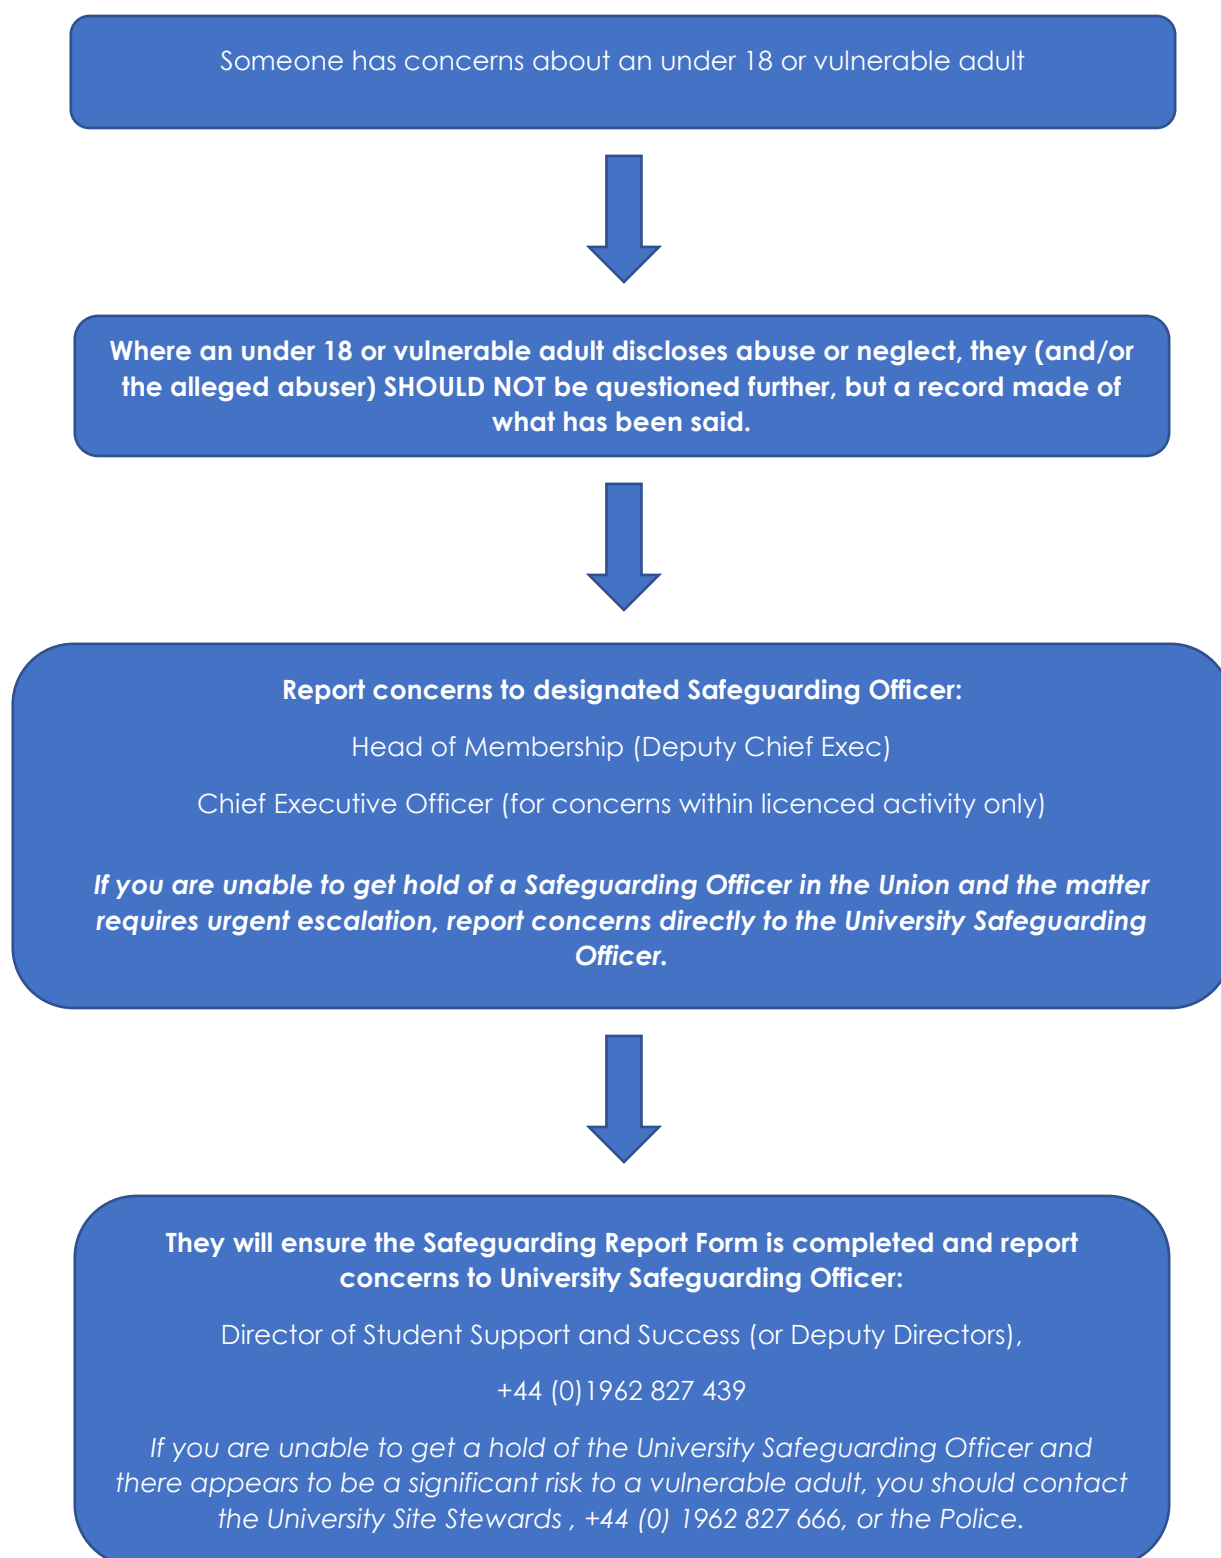 Someone has concerns about an under 18 or vulnerable adult
Where an under 18 or vulnerable adult discloses abuse or neglect, they (and/or
the alleged abuser) SHOULD NOT be questioned further, but a record made of
what has been said.
Report concerns to designated Safeguarding Officer:
Head of Membership (Deputy Chief Exec)
Chief Executive Officer (for concerns within licenced activity only)
If you are unable to get hold of a Safeguarding Officer in the Union and the matter
requires urgent escalation, report concerns directly to the University Safeguarding
Officer.
They will ensure the Safeguarding Report Form is completed and report
concerns to University Safeguarding Officer:
Director of Student Support and Success (or Deputy Directors),
+44 (0)1962 827 439
If you are unable to get a hold of the University Safeguarding Officer and
there appears to be a significant risk to a vulnerable adult, you should contact
the University Site Stewards , +44 (0) 1962 827 666, or the Police.